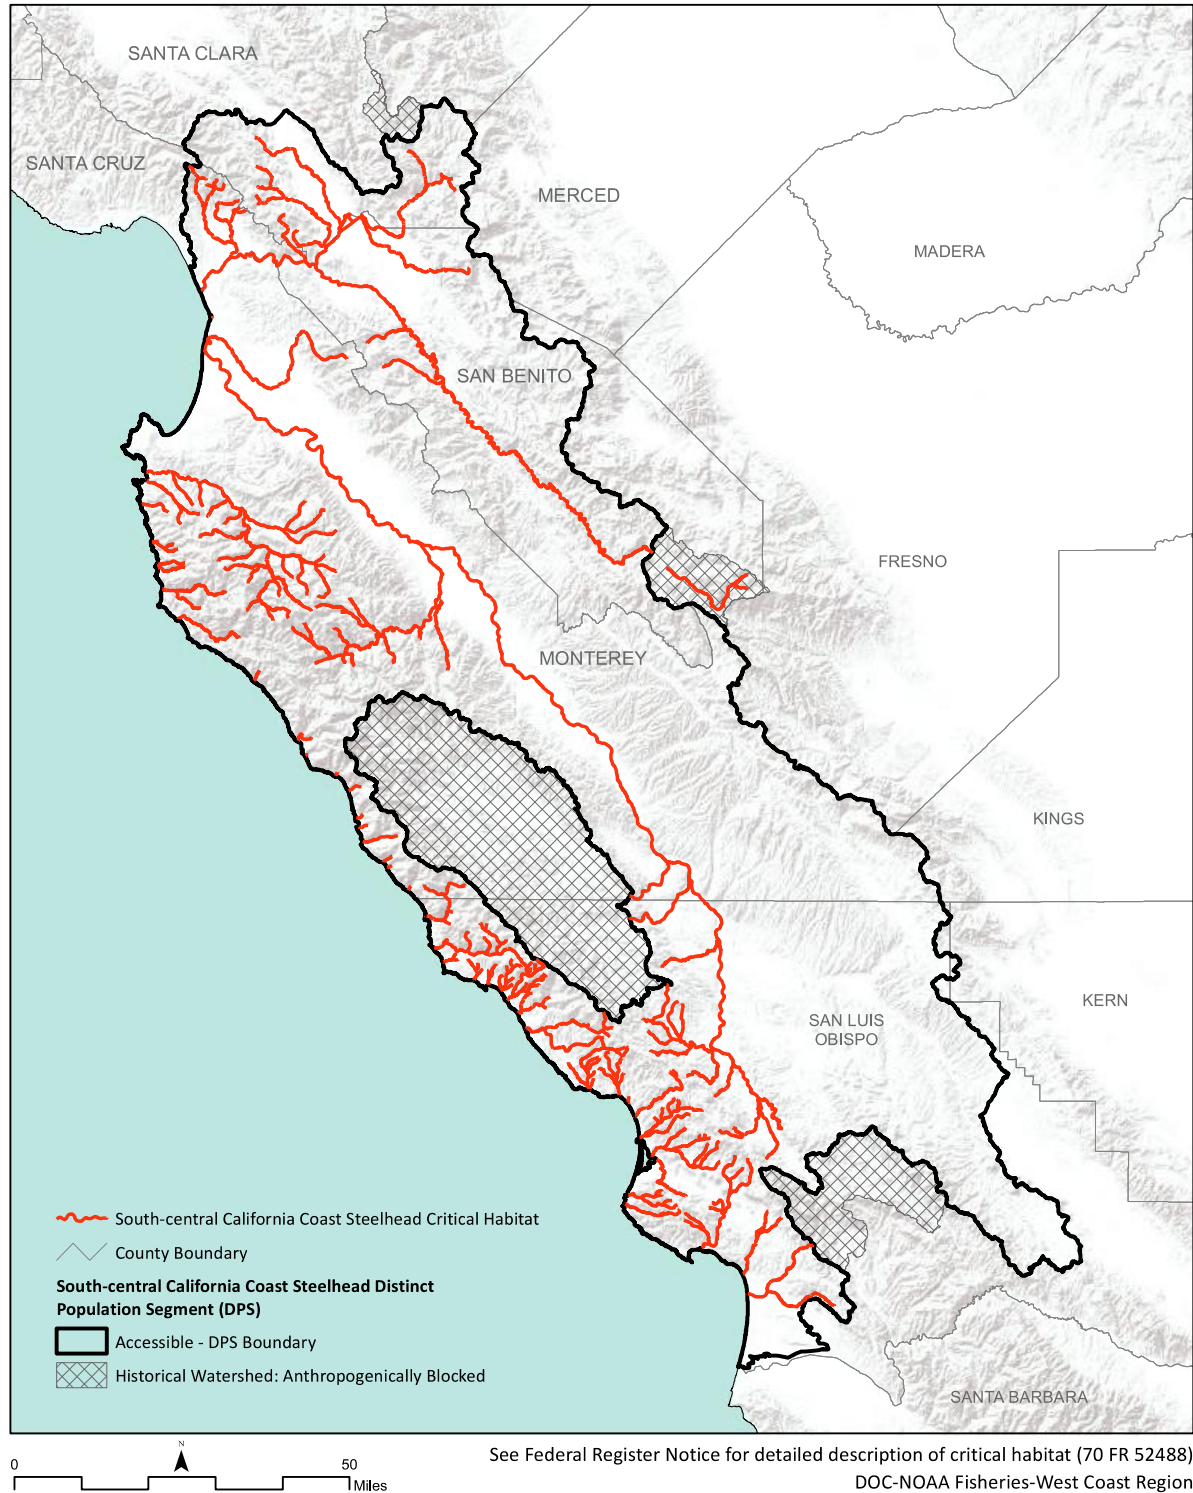 SANTA CLARA
SANTA CRUZ
MERCED
MADERA
SAN BENITO
FRESNO
MONTEREY
KINGS
KERN
SAN LUIS
OBISPO
SANTA BARBARA
South-central California Coast Steelhead Critical Habitat
County Boundary
South-central California Coast Steelhead Distinct
Population Segment (DPS)
Accessible - DPS Boundary
Historical Watershed: Anthropogenically Blocked
N
0 50
Miles
See Federal Register Notice for detailed description of critical habitat (70 FR 52488)
DOC-NOAA Fisheries-West Coast Region